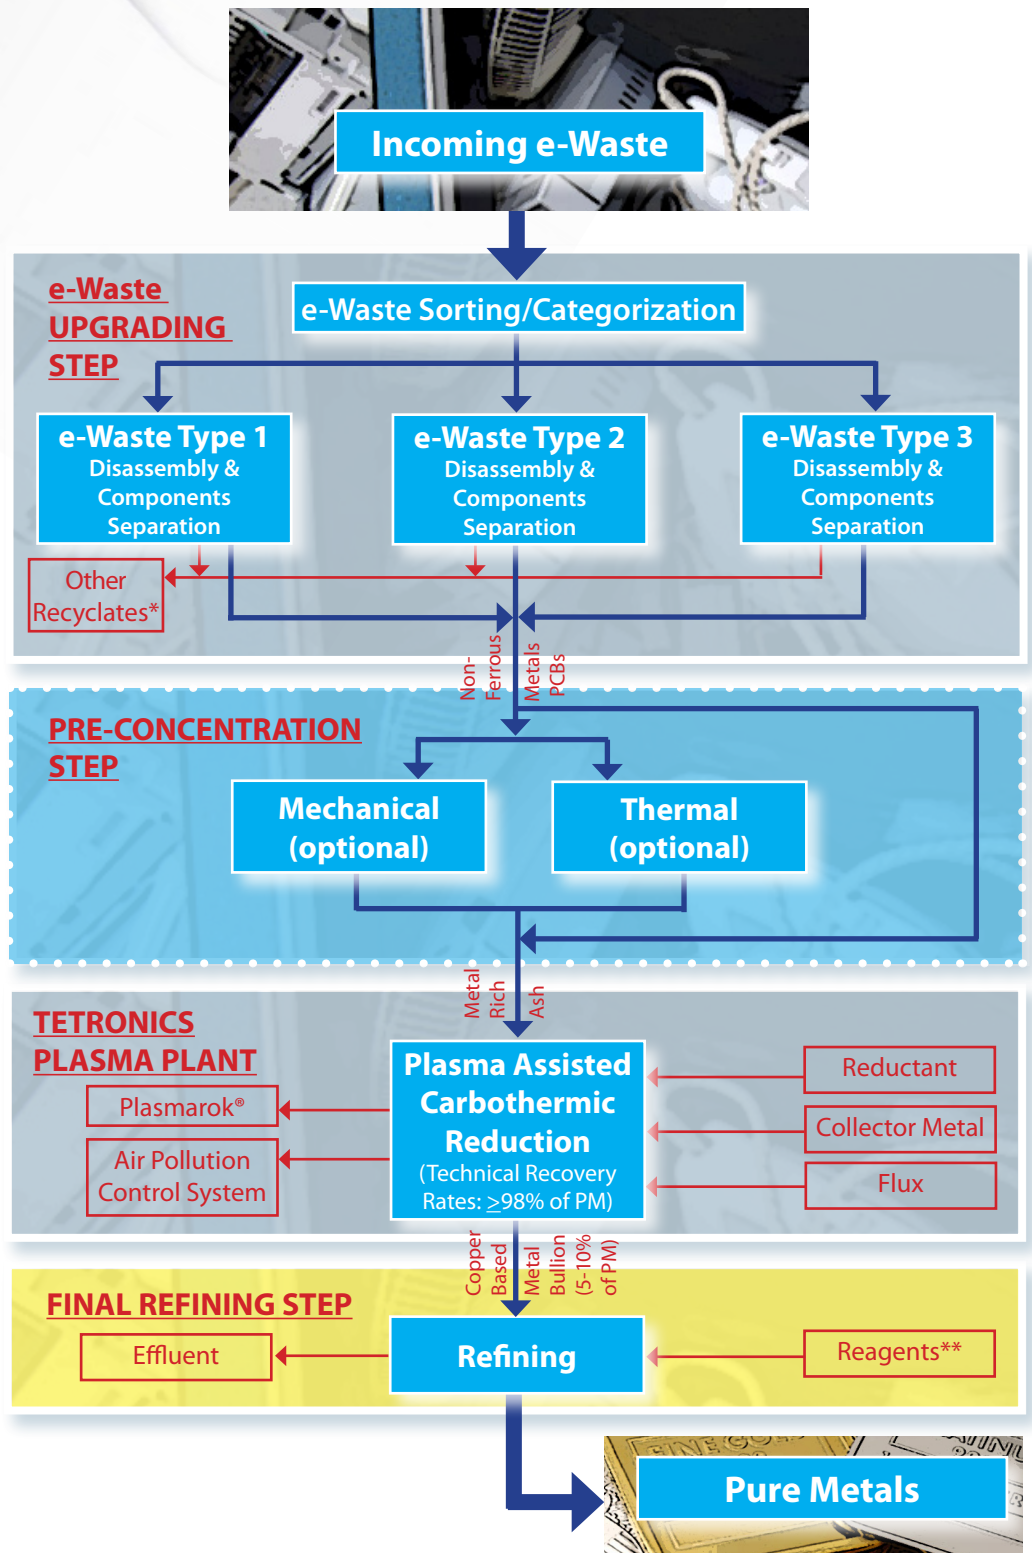 Incoming e-Waste
e-Waste
UPGRADING
STEP
e-Waste Sorting/Categorization
e-Waste Type 1
Disassembly &
Components
Separation
e-Waste Type 2
Disassembly &
Components
Separation
e-Waste Type 3
Disassembly &
Components
Separation
Other
Recyclates*
Non-
Ferrous
Metals
PCBs
PRE-CONCENTRATION
STEP
Mechanical
(optional)
Thermal
(optional)
Metal
Rich
Ash
TETRONICS
PLASMA PLANT
Plasma Assisted
Carbothermic
Reduction
(Technical Recovery
Rates: ≥98% of PM)
Plasmarok®
Air Pollution
Control System
Reductant
Collector Metal
Flux
Copper
Based
Metal
Bullion
(5-10%
of PM)
FINAL REFINING STEP
Effluent
Refining
Reagents**
FINE GOLD
Pure Metals